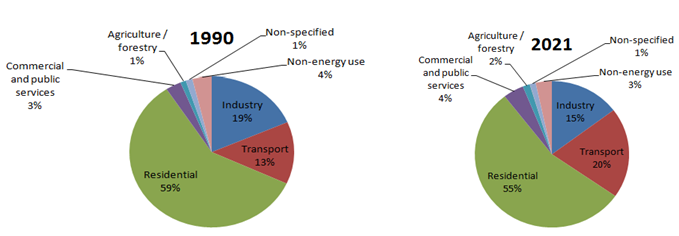 1990
Agriculture /
forestry
1%
Non-specified
1%
Commercial
and public
services
3%
Non-energy use
4%
Industry
19%
Transport
13%
Residential
59%
2021
Agriculture /
forestry
2%
Non-specified
1%
Commercial
and public
services
4%
Non-energy use
3%
Industry
15%
Transport
20%
Residential
55%